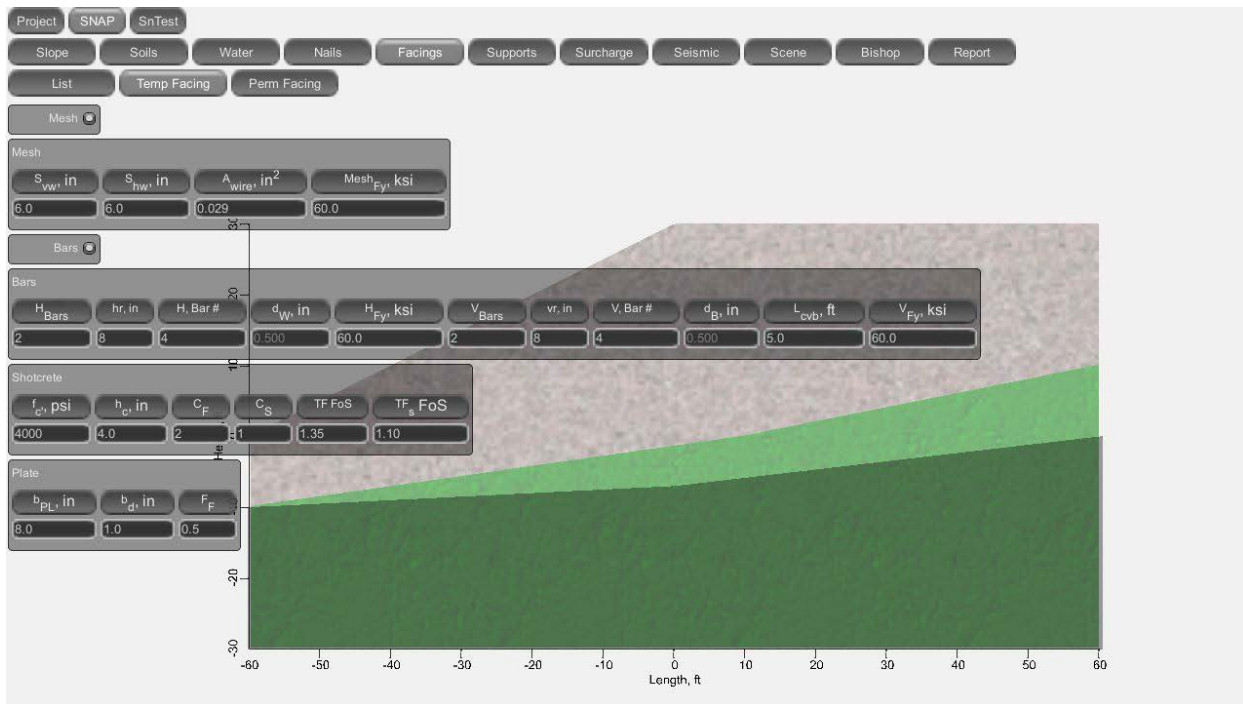 Project SNAP SnTest
Slope Soils Water Nails Facings Supports Surcharge Seismic Scene Bishop Report
List Temp Facing Perm Facing
Mesh
Mesh
Svw, in Shw, in Awire, in2 MeshFy, ksi
6.0 6.0 0.029 60.0
Bars
Bars
HBars hr, in H, Bar # dW, in HFy, ksi VBars vr, in V, Bar # dB, in Lcvb, ft VFy, ksi
2 8 4 0.500 60.0 2 8 4 0.500 5.0 60.0
Shotcrete
fc', psi hc, in CF CS TF FoS TFs FoS
4000 4.0 2 1 1.35 1.10
Plate
bPL, in bd, in FF
8.0 1.0 0.5
30
20
10
-20
-30
-60 -50 -40 -30 -20 -10 0 10 20 30 40 50 60
Length, ft